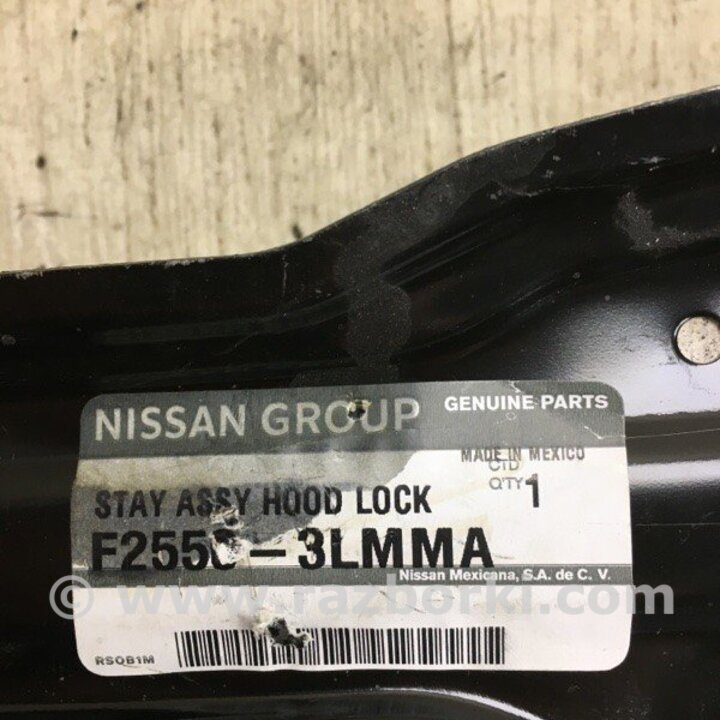 NISSAN GROUP
GENUINE PARTS
MADE IN MEXICO
CTD
QTY 1
STAY ASSY HOOD LOCK
-3LMMA
Nissan Mexicana, S.A. de C. V.
© www.razborki.com
RSQB1M